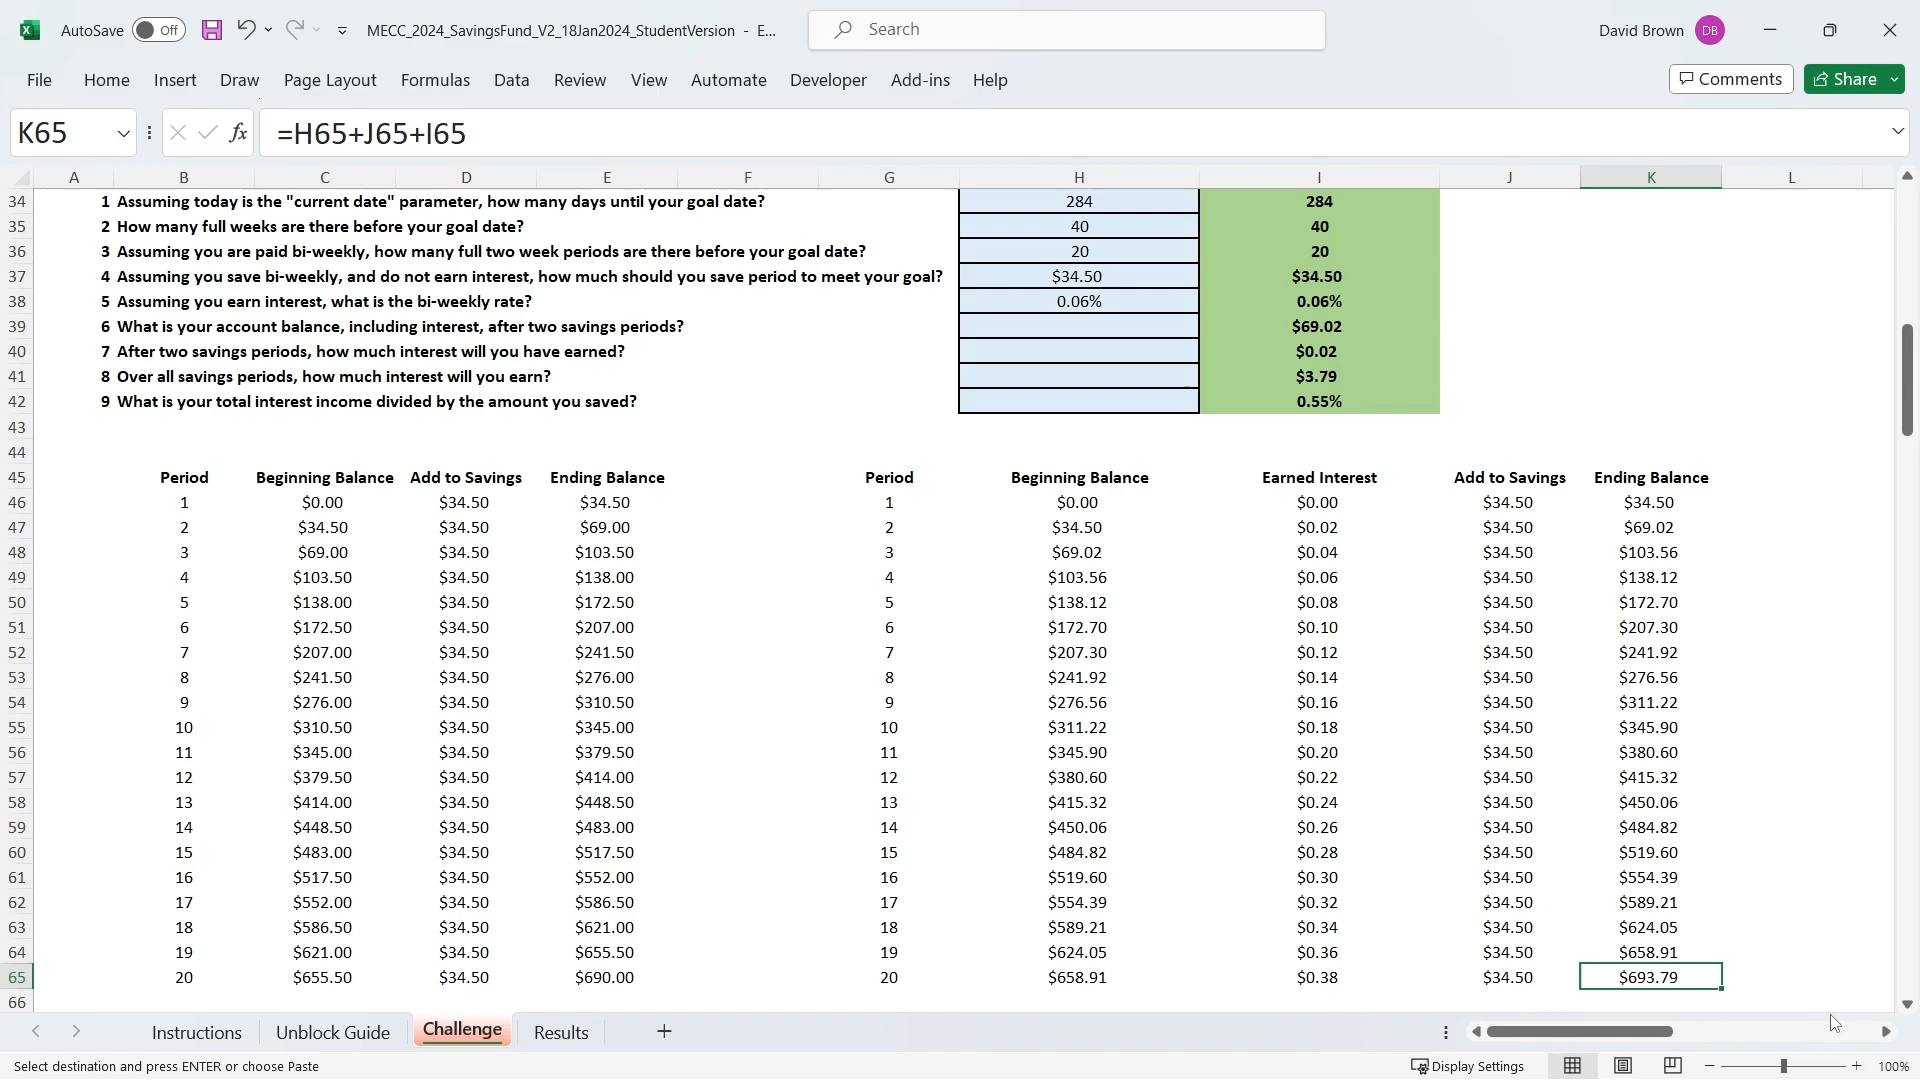 AutoSave Off MECC_2024_SavingsFund_V2_18Jan2024_StudentVersion - E... Search David Brown DB
File Home Insert Draw Page Layout Formulas Data Review View Automate Developer Add-ins Help Comments Share
K65 fx =H65+J65+I65
A B C D E F G H I J K L
34 1 Assuming today is the "current date" parameter, how many days until your goal date? 284 284
35 2 How many full weeks are there before your goal date? 40 40
36 3 Assuming you are paid bi-weekly, how many full two week periods are there before your goal date? 20 20
37 4 Assuming you save bi-weekly, and do not earn interest, how much should you save period to meet your goal? $34.50 $34.50
38 5 Assuming you earn interest, what is the bi-weekly rate? 0.06% 0.06%
39 6 What is your account balance, including interest, after two savings periods? $69.02
40 7 After two savings periods, how much interest will you have earned? $0.02
41 8 Over all savings periods, how much interest will you earn? $3.79
42 9 What is your total interest income divided by the amount you saved? 0.55%
43
44
45 Period Beginning Balance Add to Savings Ending Balance Period Beginning Balance Earned Interest Add to Savings Ending Balance
46 1 $0.00 $34.50 $34.50 1 $0.00 $0.00 $34.50 $34.50
47 2 $34.50 $34.50 $69.00 2 $34.50 $0.02 $34.50 $69.02
48 3 $69.00 $34.50 $103.50 3 $69.02 $0.04 $34.50 $103.56
49 4 $103.50 $34.50 $138.00 4 $103.56 $0.06 $34.50 $138.12
50 5 $138.00 $34.50 $172.50 5 $138.12 $0.08 $34.50 $172.70
51 6 $172.50 $34.50 $207.00 6 $172.70 $0.10 $34.50 $207.30
52 7 $207.00 $34.50 $241.50 7 $207.30 $0.12 $34.50 $241.92
53 8 $241.50 $34.50 $276.00 8 $241.92 $0.14 $34.50 $276.56
54 9 $276.00 $34.50 $310.50 9 $276.56 $0.16 $34.50 $311.22
55 10 $310.50 $34.50 $345.00 10 $311.22 $0.18 $34.50 $345.90
56 11 $345.00 $34.50 $379.50 11 $345.90 $0.20 $34.50 $380.60
57 12 $379.50 $34.50 $414.00 12 $380.60 $0.22 $34.50 $415.32
58 13 $414.00 $34.50 $448.50 13 $415.32 $0.24 $34.50 $450.06
59 14 $448.50 $34.50 $483.00 14 $450.06 $0.26 $34.50 $484.82
60 15 $483.00 $34.50 $517.50 15 $484.82 $0.28 $34.50 $519.60
61 16 $517.50 $34.50 $552.00 16 $519.60 $0.30 $34.50 $554.39
62 17 $552.00 $34.50 $586.50 17 $554.39 $0.32 $34.50 $589.21
63 18 $586.50 $34.50 $621.00 18 $589.21 $0.34 $34.50 $624.05
64 19 $621.00 $34.50 $655.50 19 $624.05 $0.36 $34.50 $658.91
65 20 $655.50 $34.50 $690.00 20 $658.91 $0.38 $34.50 $693.79
66
Instructions Unblock Guide Challenge Results
Select destination and press ENTER or choose Paste Display Settings 100%